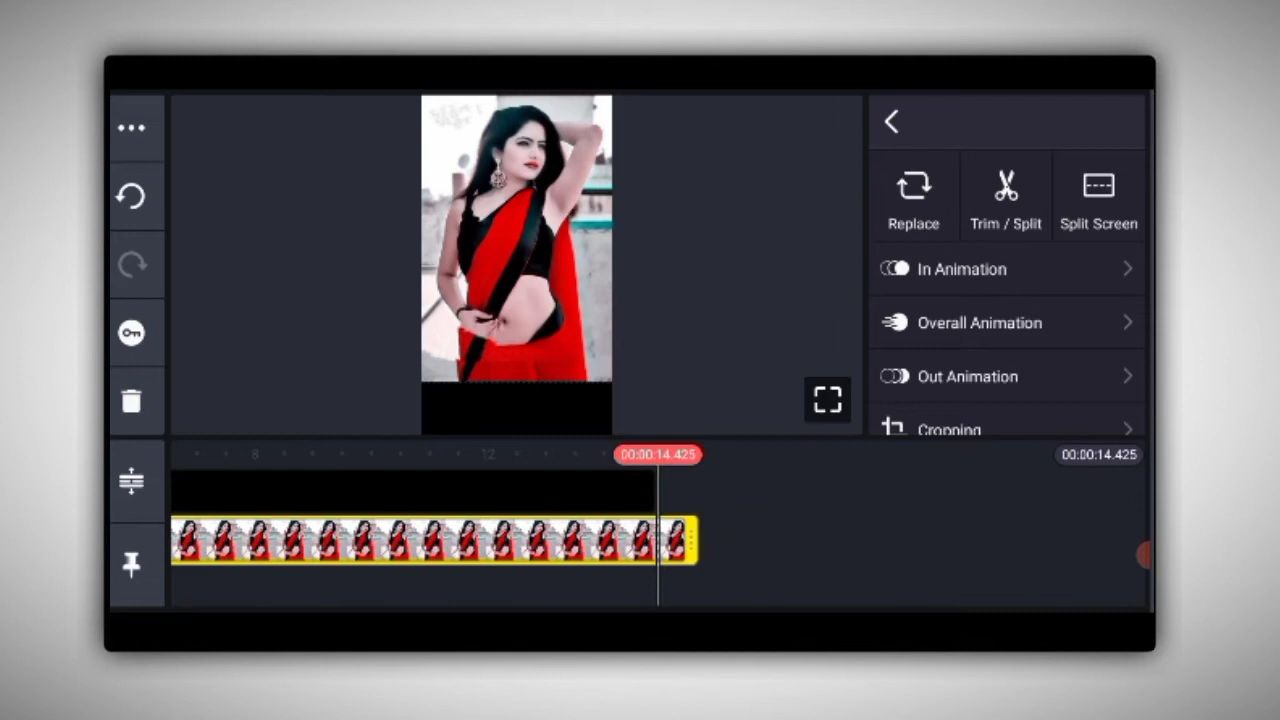 Replace
Trim / Split
Split Screen
In Animation
Overall Animation
Out Animation
Cropping
8
12
00:00:14.425
00:00:14.425